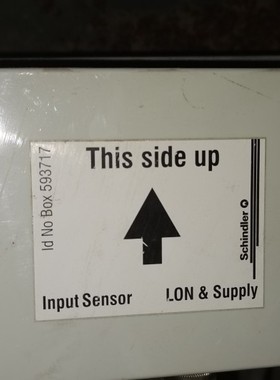 This side up
Id No Box 593717
Schindler
Input Sensor
LON & Supply